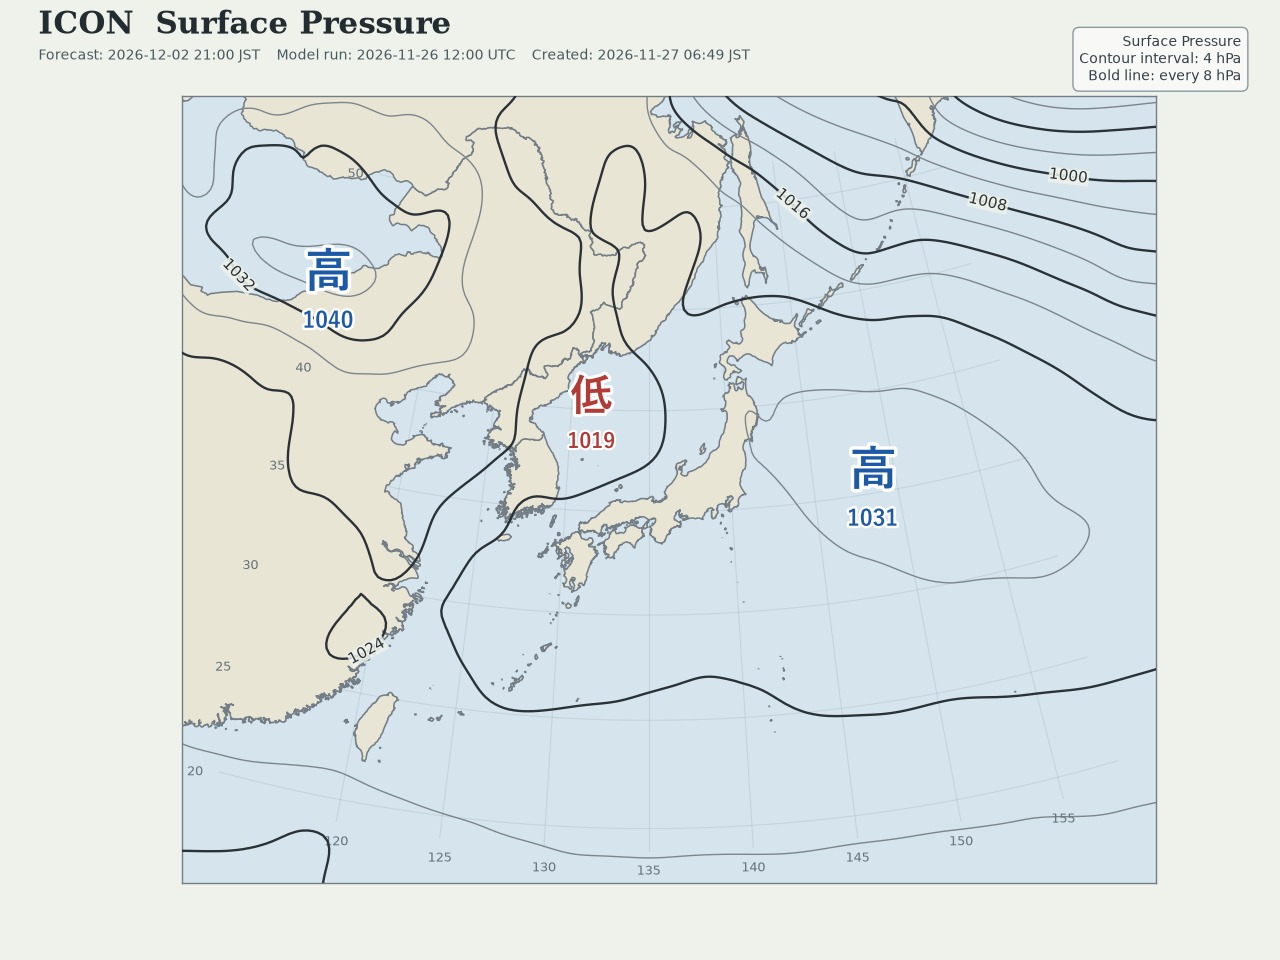 ICON  Surface Pressure
Forecast: 2026-12-02 21:00 JST    Model run: 2026-11-26 12:00 UTC    Created: 2026-11-27 06:49 JST
Surface Pressure
Contour interval: 4 hPa
Bold line: every 8 hPa
50
1000
1016
1008
高
1032
1040
40
低
1019
35
高
1031
30
1024
25
20
155
120
150
125
145
130
140
135